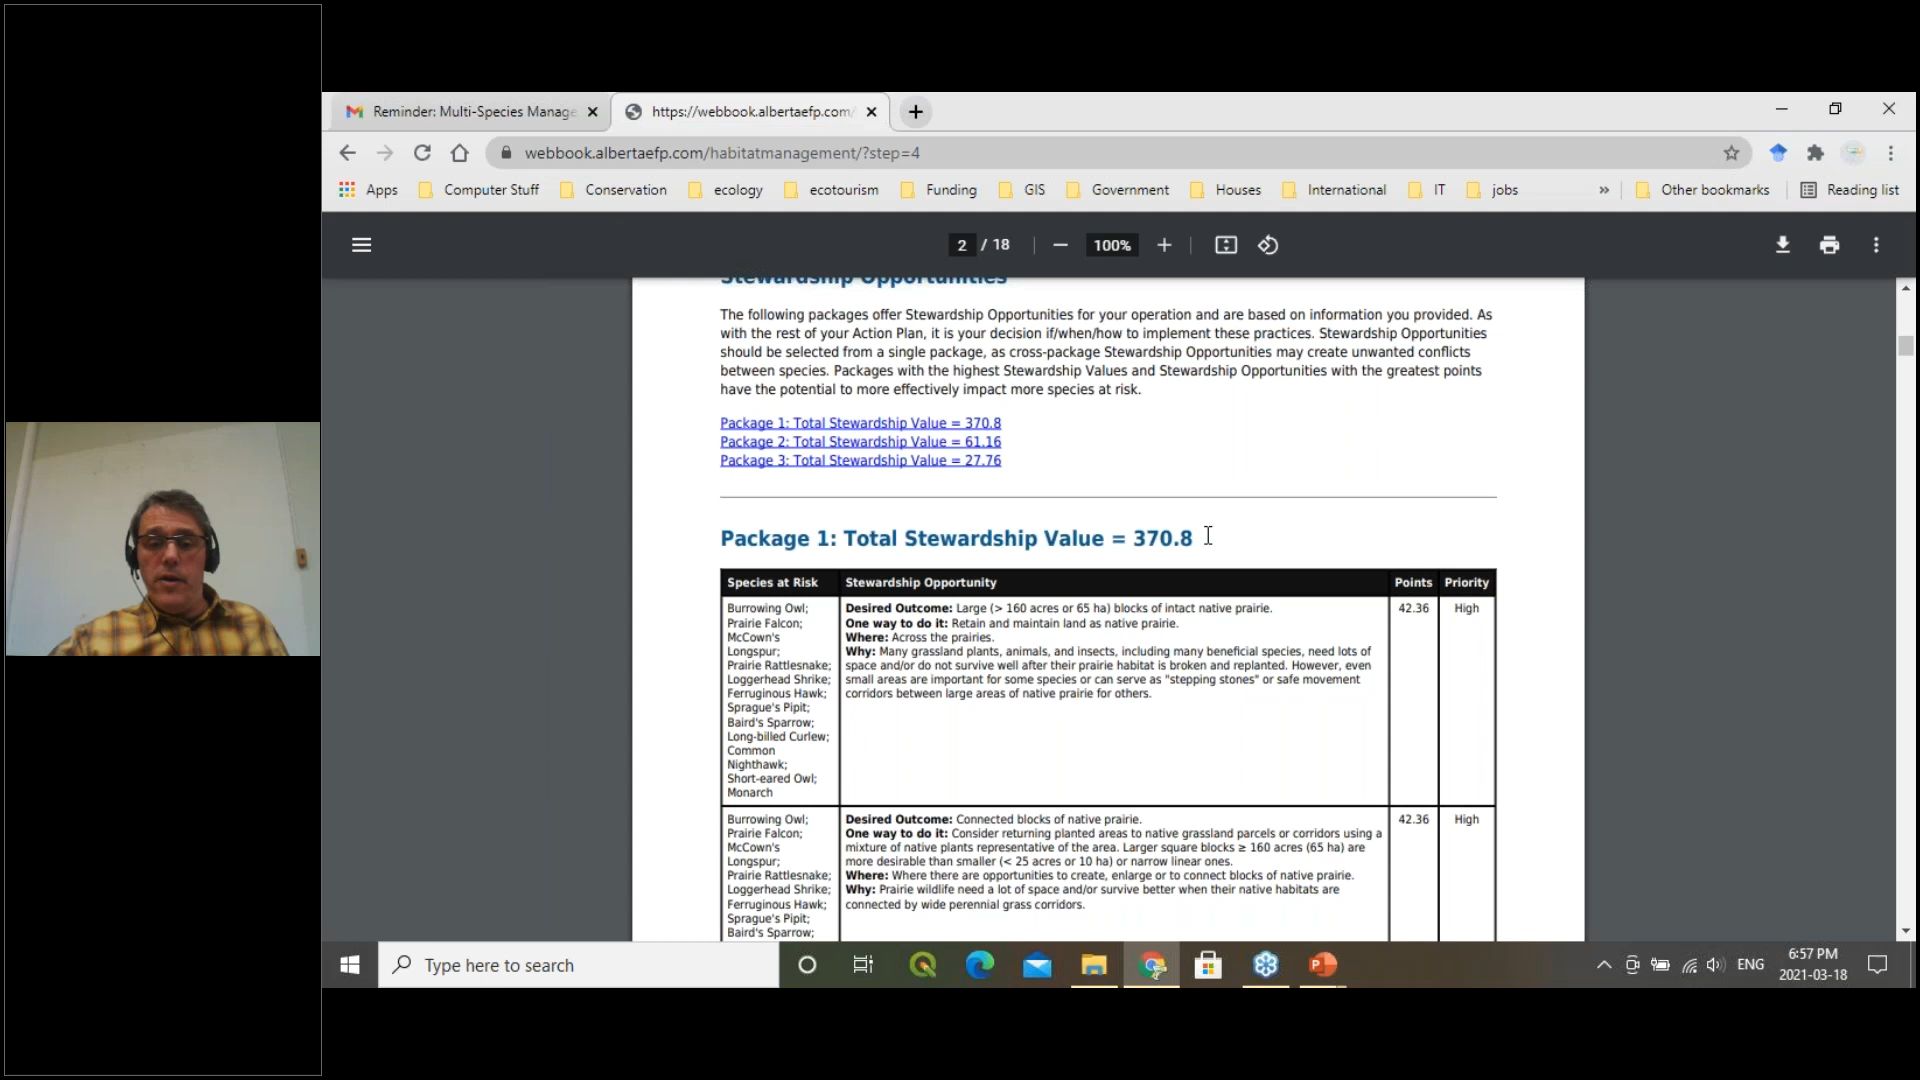 Reminder: Multi-Species Manage
https://webbook.albertaefp.com/
webbook.albertaefp.com/habitatmanagement/?step=4
Apps
Computer Stuff
Conservation
ecology
ecotourism
Funding
GIS
Government
Houses
International
IT
jobs
»
Other bookmarks
Reading list
2 / 18
100%
Stewardship Opportunities
The following packages offer Stewardship Opportunities for your operation and are based on information you provided. As
with the rest of your Action Plan, it is your decision if/when/how to implement these practices. Stewardship Opportunities
should be selected from a single package, as cross-package Stewardship Opportunities may create unwanted conflicts
between species. Packages with the highest Stewardship Values and Stewardship Opportunities with the greatest points
have the potential to more effectively impact more species at risk.
Package 1: Total Stewardship Value = 370.8
Package 2: Total Stewardship Value = 61.16
Package 3: Total Stewardship Value = 27.76
Package 1: Total Stewardship Value = 370.8
Species at Risk
Stewardship Opportunity
Points
Priority
Burrowing Owl;
Prairie Falcon;
McCown's
Longspur;
Prairie Rattlesnake;
Loggerhead Shrike;
Ferruginous Hawk;
Sprague's Pipit;
Baird's Sparrow;
Long-billed Curlew;
Common
Nighthawk;
Short-eared Owl;
Monarch
Desired Outcome: Large (> 160 acres or 65 ha) blocks of intact native prairie.
One way to do it: Retain and maintain land as native prairie.
Where: Across the prairies.
Why: Many grassland plants, animals, and insects, including many beneficial species, need lots of
space and/or do not survive well after their prairie habitat is broken and replanted. However, even
small areas are important for some species or can serve as "stepping stones" or safe movement
corridors between large areas of native prairie for others.
42.36
High
Burrowing Owl;
Prairie Falcon;
McCown's
Longspur;
Prairie Rattlesnake;
Loggerhead Shrike;
Ferruginous Hawk;
Sprague's Pipit;
Baird's Sparrow;
Desired Outcome: Connected blocks of native prairie.
One way to do it: Consider returning planted areas to native grassland parcels or corridors using a
mixture of native plants representative of the area. Larger square blocks ≥ 160 acres (65 ha) are
more desirable than smaller (< 25 acres or 10 ha) or narrow linear ones.
Where: Where there are opportunities to create, enlarge or to connect blocks of native prairie.
Why: Prairie wildlife need a lot of space and/or survive better when their native habitats are
connected by wide perennial grass corridors.
42.36
High
Type here to search
ENG
6:57 PM
2021-03-18